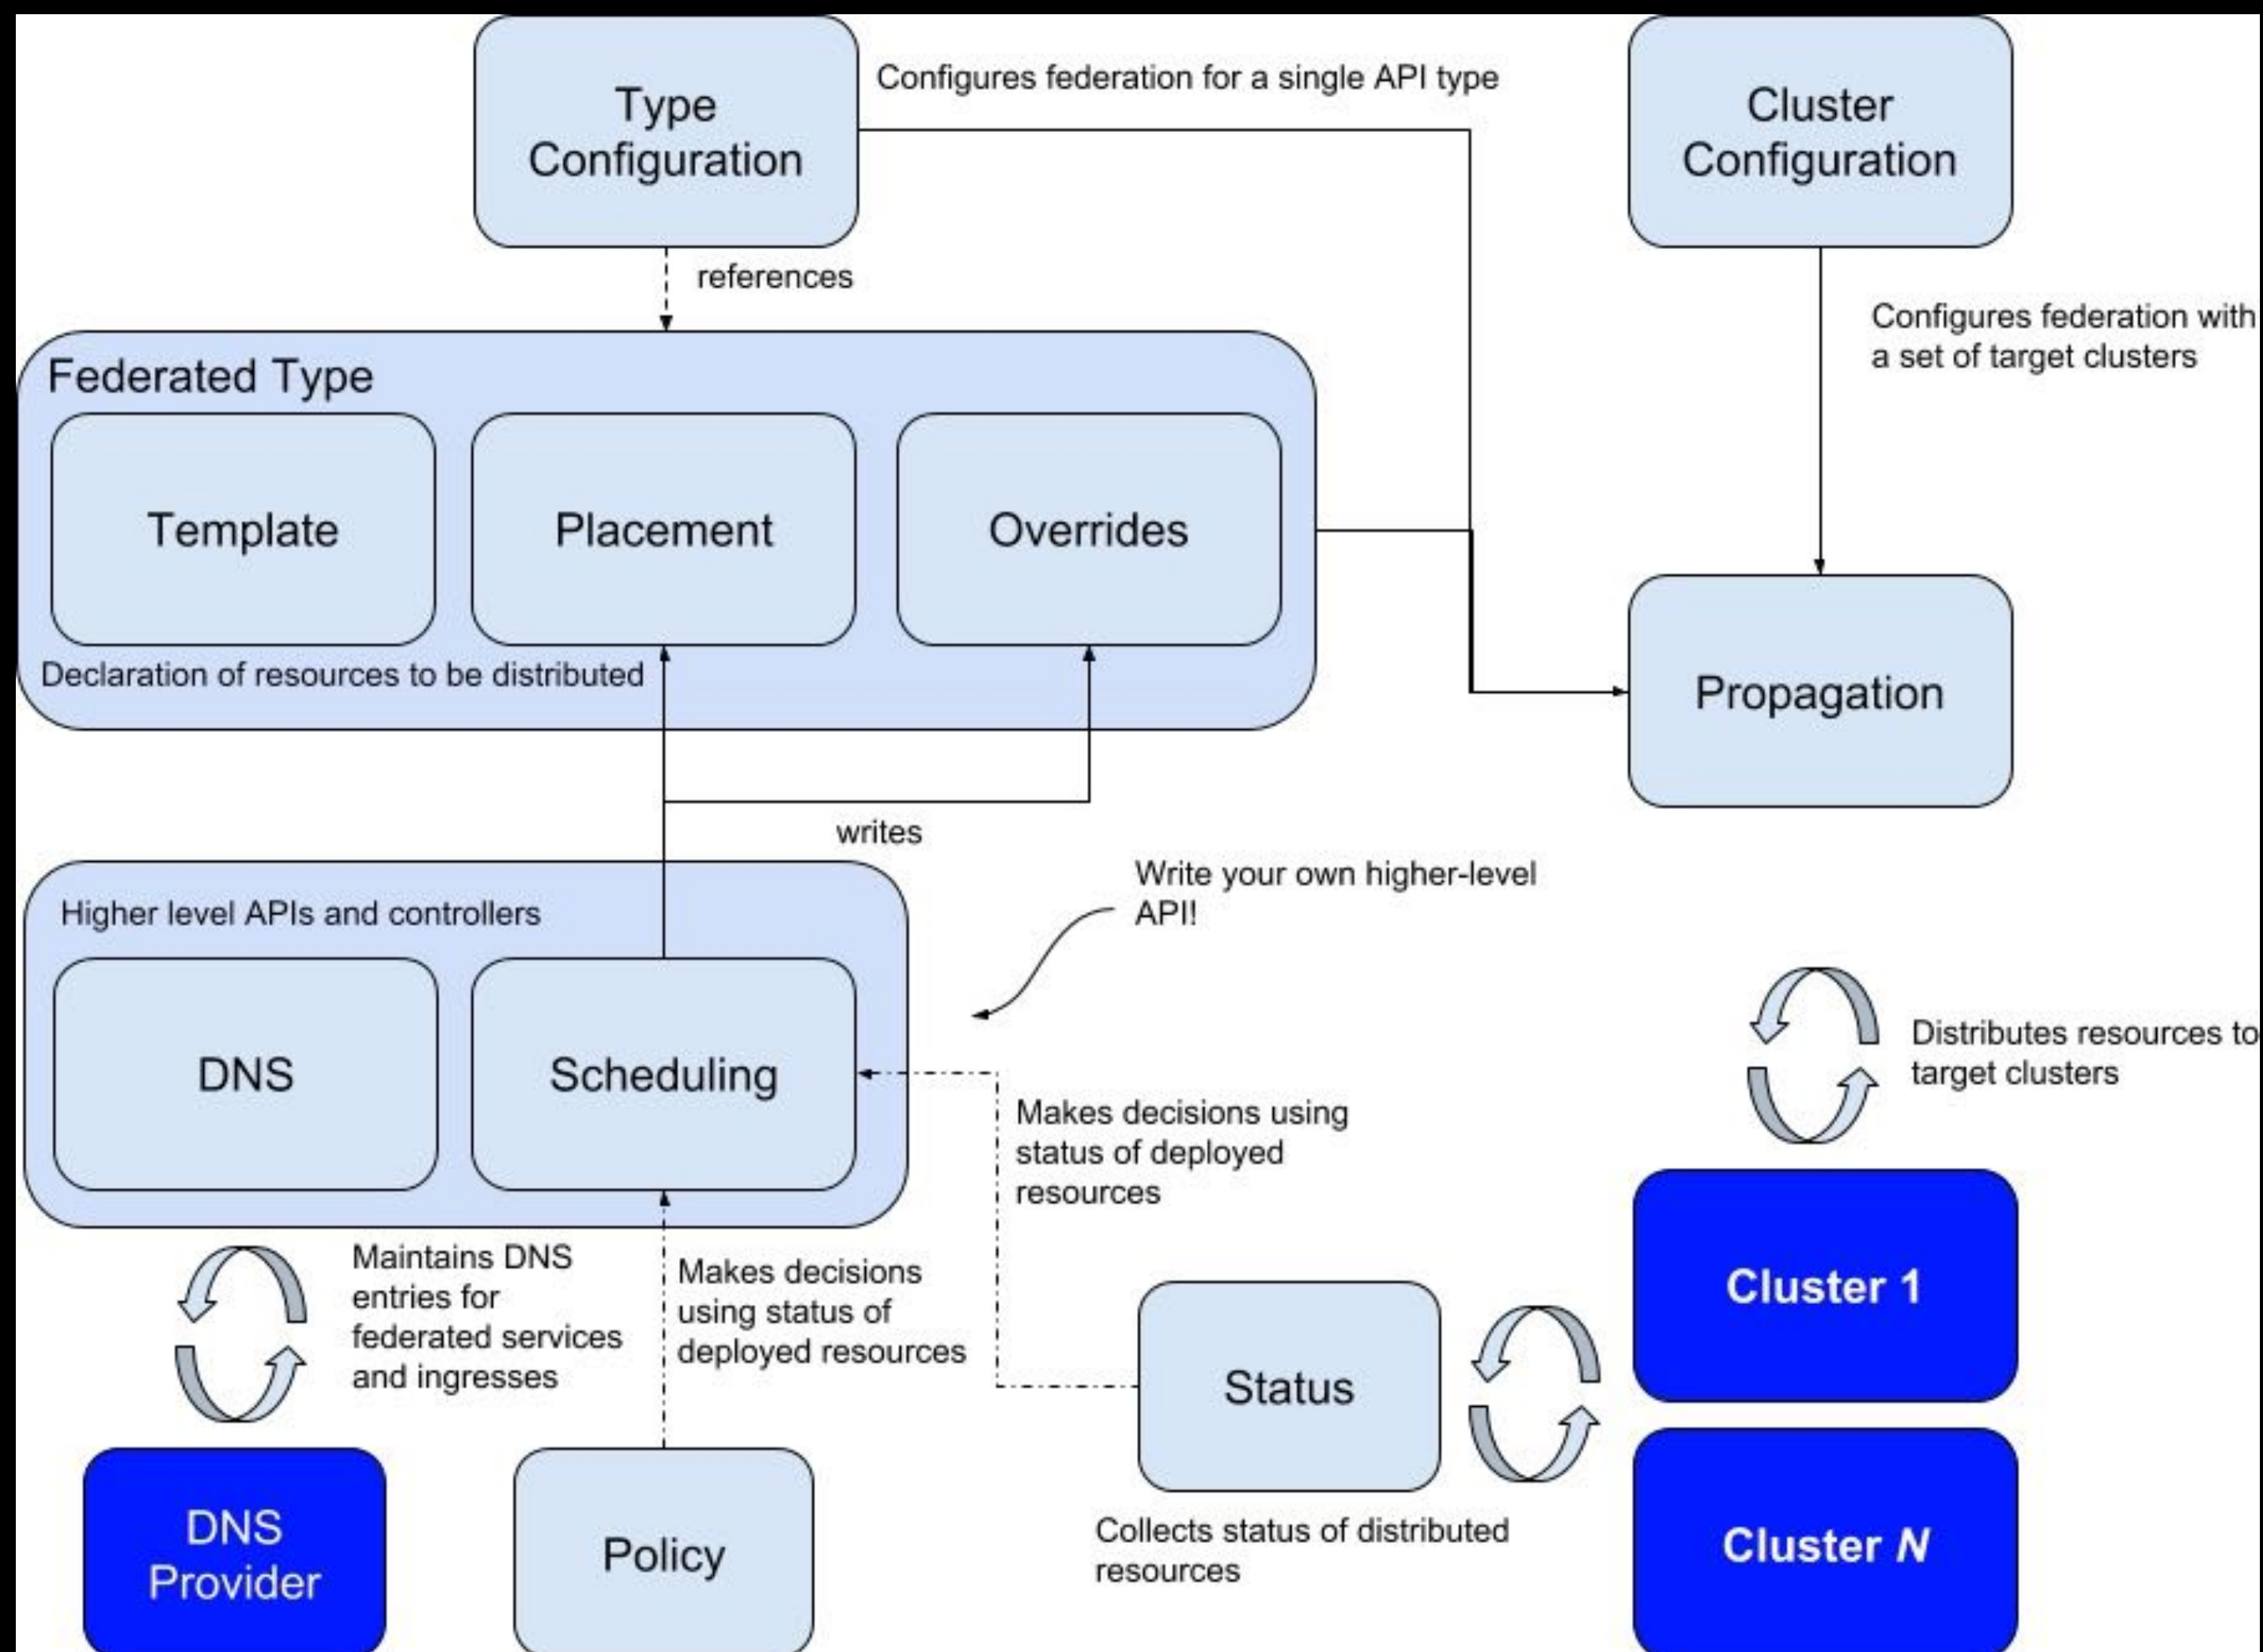 Type
Configuration
Configures federation for a single API type
Cluster
Configuration
references
Configures federation with
a set of target clusters
Federated Type
Template
Placement
Overrides
Declaration of resources to be distributed
Propagation
writes
Higher level APIs and controllers
Write your own higher-level
API!
DNS
Scheduling
Distributes resources to
target clusters
Makes decisions using
status of deployed
resources
Maintains DNS
entries for
federated services
and ingresses
Makes decisions
using status of
deployed resources
Status
Cluster 1
Collects status of distributed
resources
Cluster N
DNS
Provider
Policy